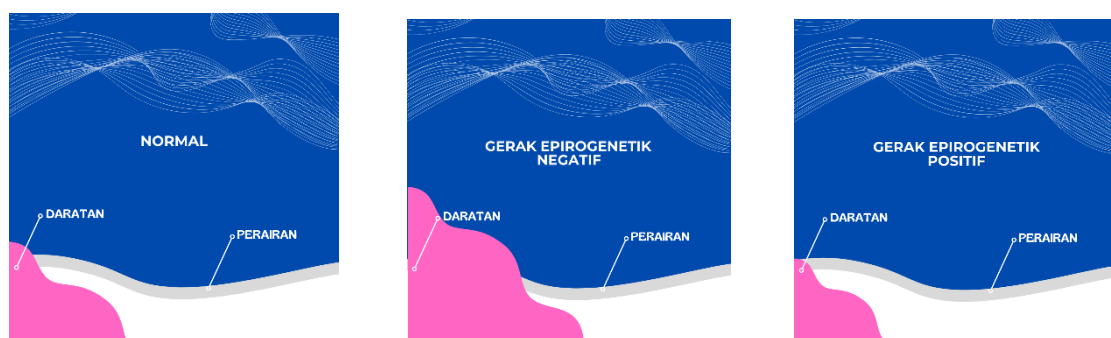 NORMAL
DARATAN
PERAIRAN
GERAK EPIROGENETIK
NEGATIF
DARATAN
PERAIRAN
GERAK EPIROGENETIK
POSITIF
DARATAN
PERAIRAN